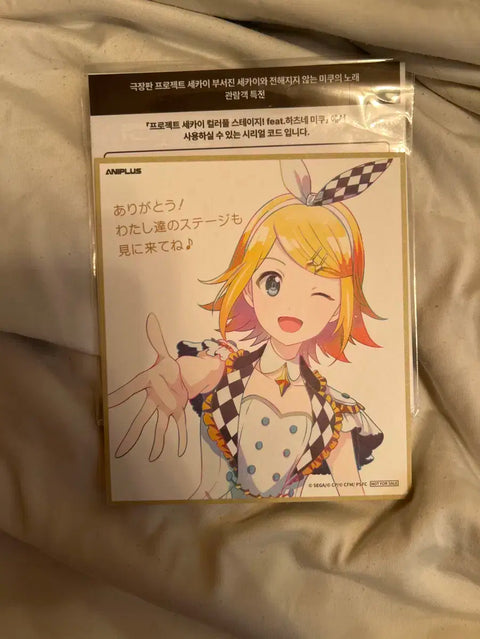 극장판 프로젝트 세카이 부서진 세카이와 전해지지 않는 미쿠의 노래
관람객 특전
『프로젝트 세카이 컬러풀 스테이지! feat.하츠네 미쿠』에서
사용하실 수 있는 시리얼 코드 입니다.
ANIPLUS
ありがとう!
わたし達のステージも
見に来てね♪
© SEGA/© CP/© CFM/ PSFC NOT FOR SALE